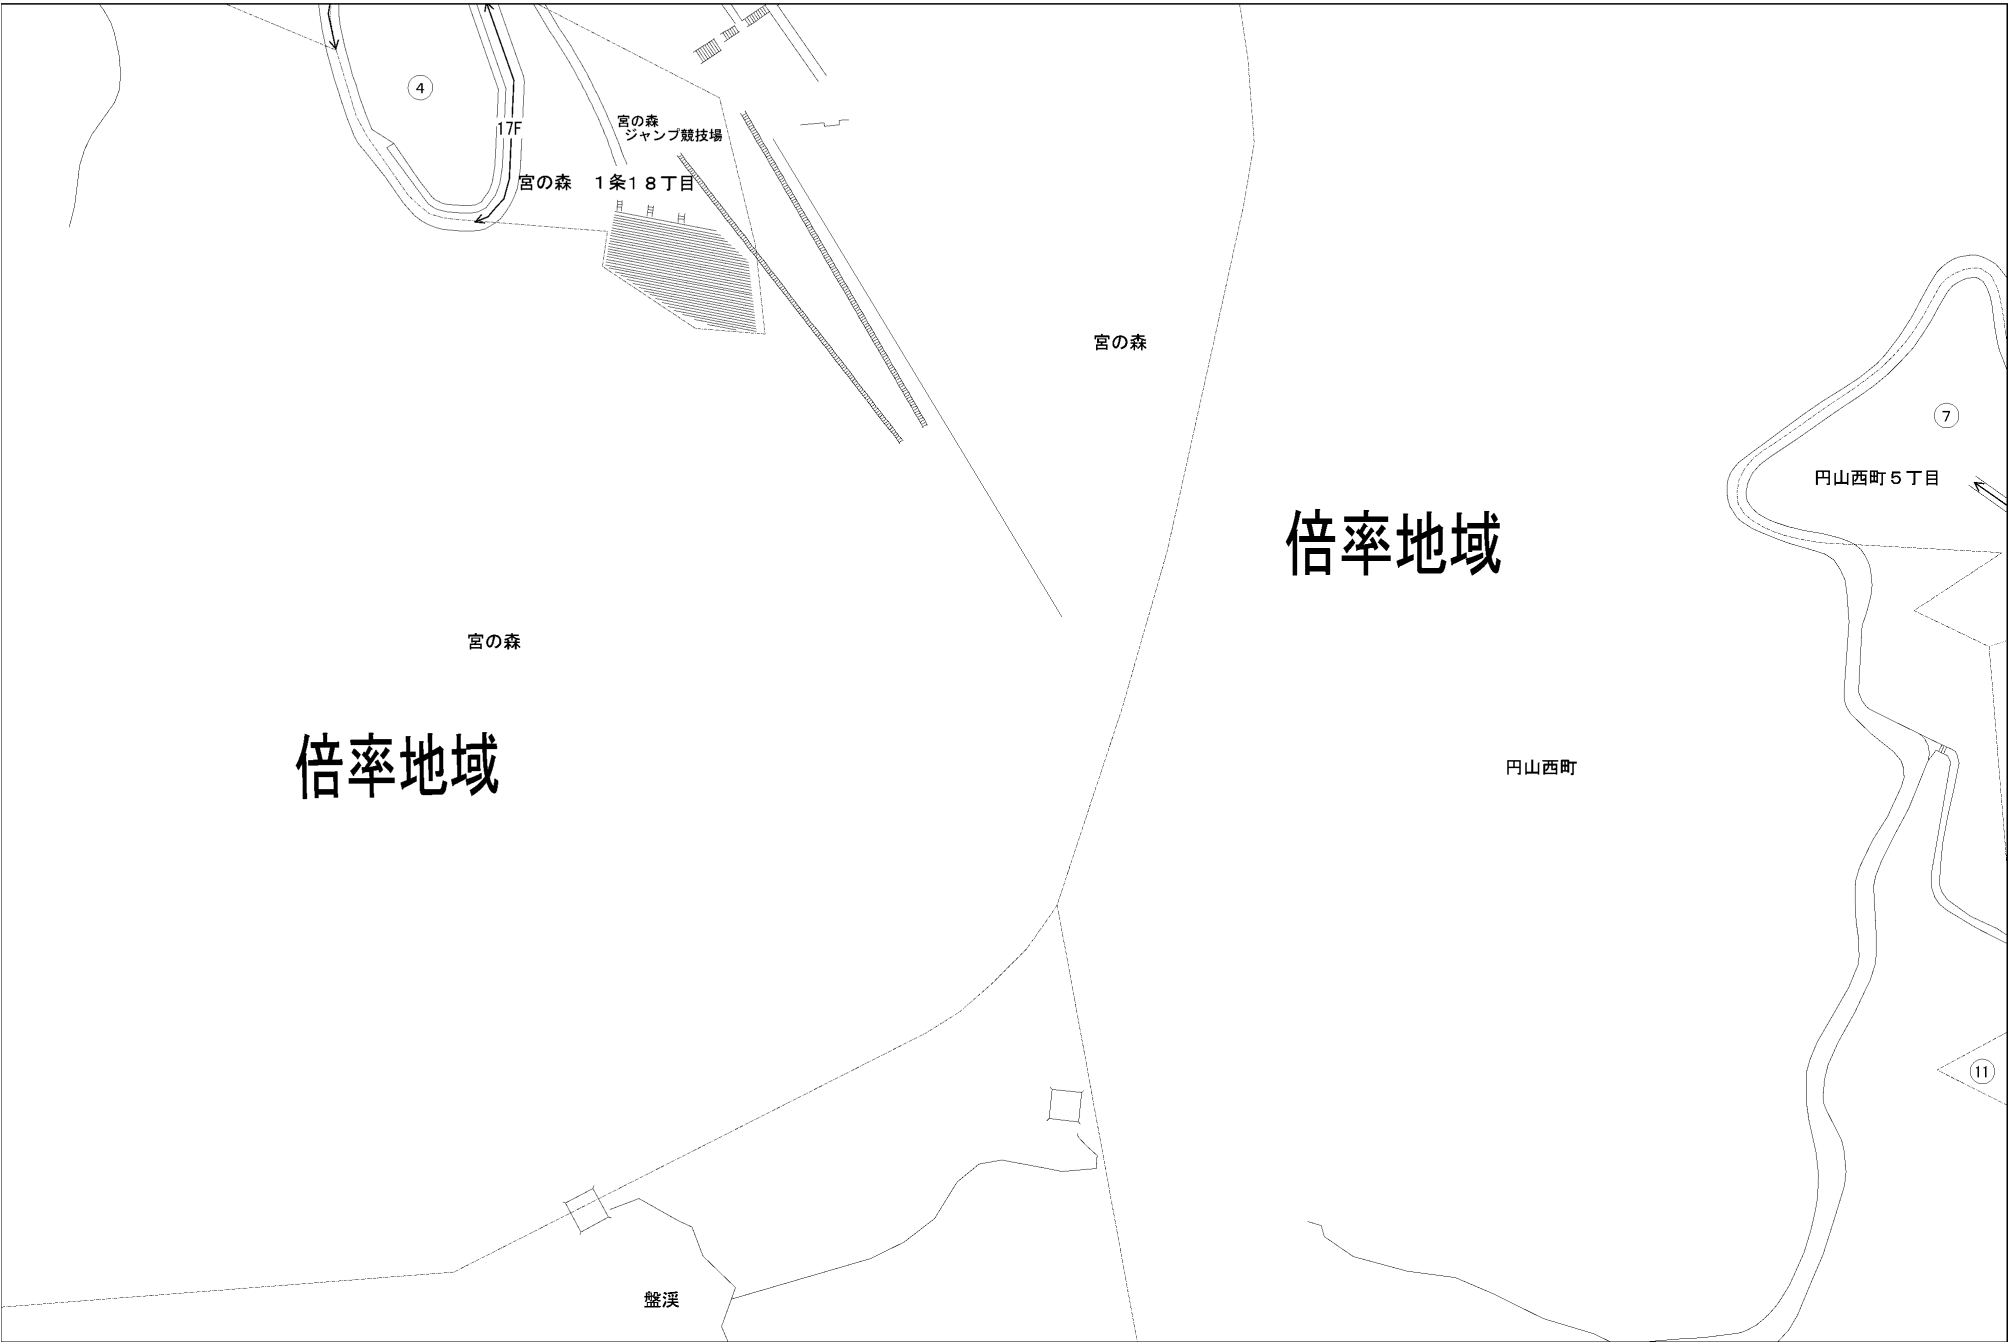 ④
17F
宮の森
ジャンプ競技場
宮の森　1条18丁目
宮の森
⑦
円山西町5丁目
倍率地域
宮の森
倍率地域
円山西町
⑪
盤渓